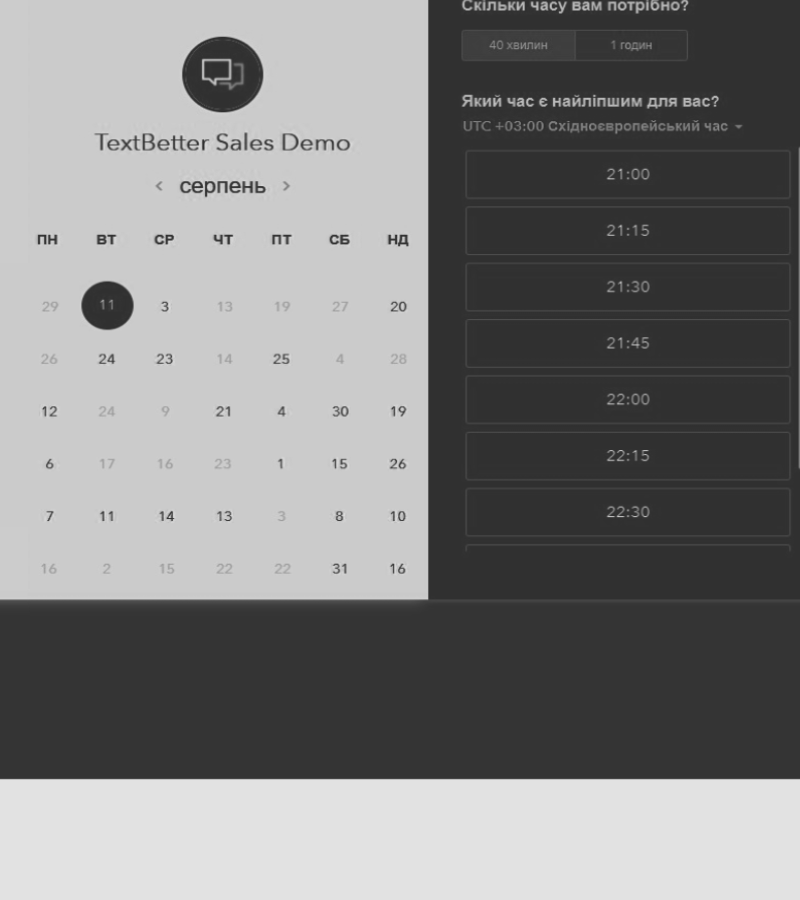 TextBetter Sales Demo
серпень
ПН ВТ СР ЧТ ПТ СБ НД
29 11 3 13 19 27 20
26 24 23 14 25 4 28
12 24 9 21 4 30 19
6 17 16 23 1 15 26
7 11 14 13 3 8 10
16 2 15 22 22 31 16
Скільки часу вам потрібно?
40 хвилин 1 годин
Який час є найліпшим для вас?
UTC +03:00 Східноєвропейський час
21:00
21:15
21:30
21:45
22:00
22:15
22:30